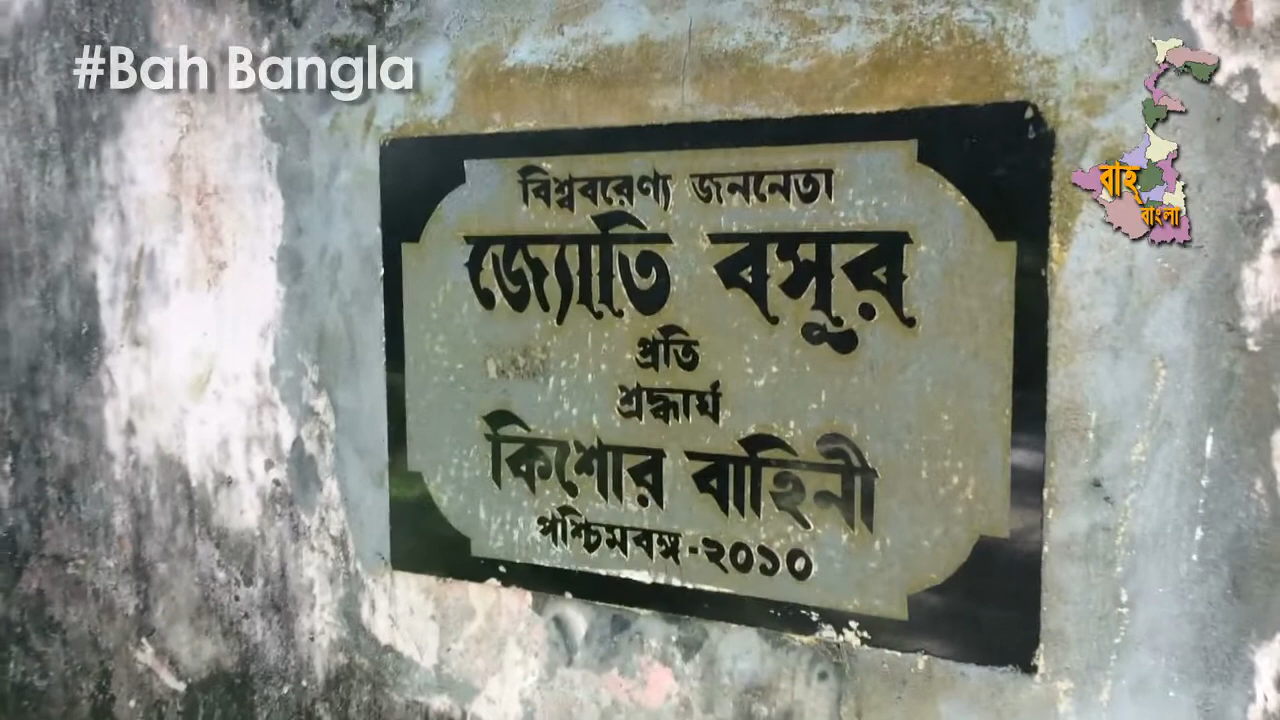 #Bah Bangla
বাহ্
বাংলা
বিশ্ববরেণ্য জননেতা
জ্যোতি বসুর
প্রতি
শ্রদ্ধার্ঘ
কিশোর বাহিনী
পশ্চিমবঙ্গ-২০১০